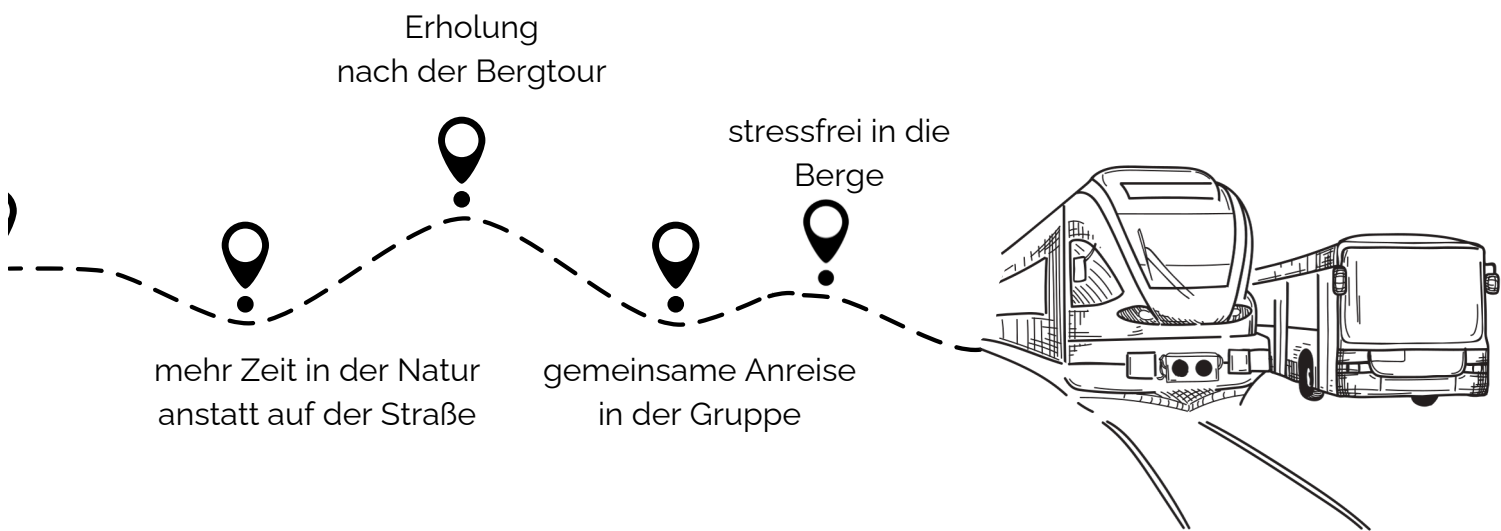 Erholung
nach der Bergtour
stressfrei in die
Berge
mehr Zeit in der Natur
anstatt auf der Straße
gemeinsame Anreise
in der Gruppe